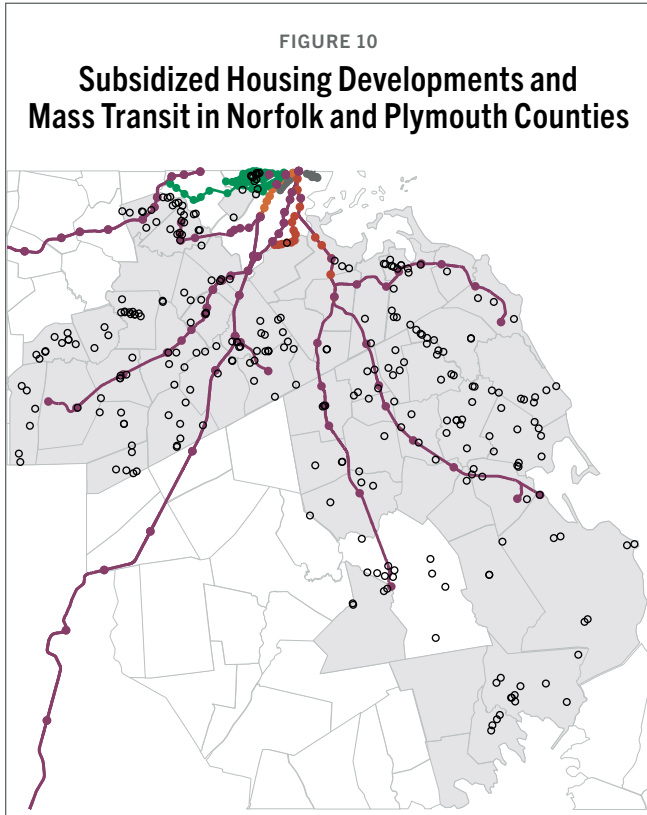 FIGURE 10
Subsidized Housing Developments and
Mass Transit in Norfolk and Plymouth Counties